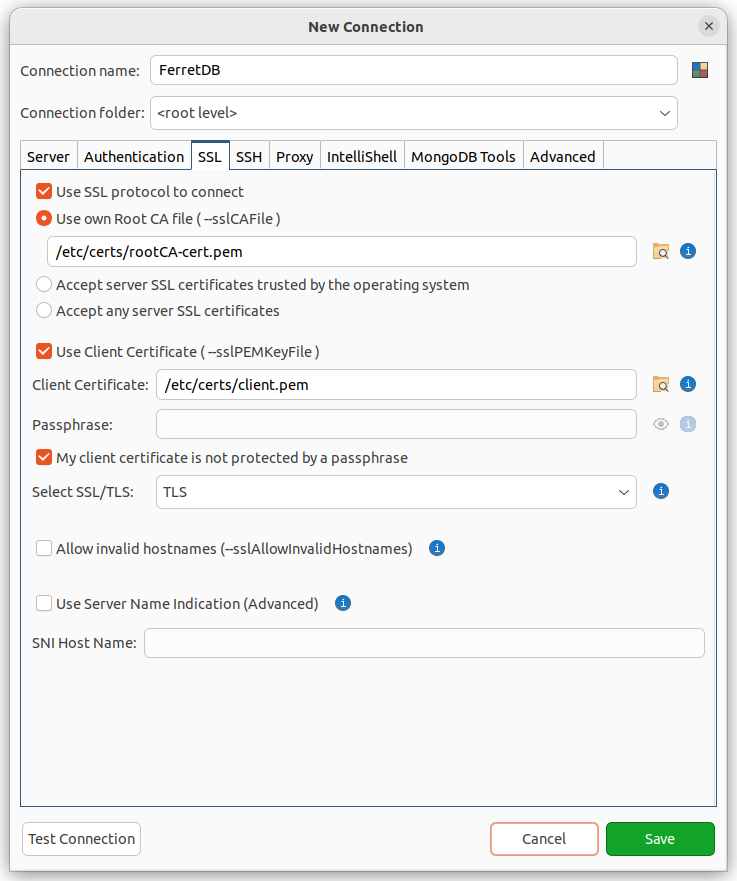 New Connection
Connection name: FerretDB
Connection folder: <root level>
Server Authentication SSL SSH Proxy IntelliShell MongoDB Tools Advanced
Use SSL protocol to connect
Use own Root CA file ( --sslCAFile )
/etc/certs/rootCA-cert.pem
Accept server SSL certificates trusted by the operating system
Accept any server SSL certificates
Use Client Certificate ( --sslPEMKeyFile )
Client Certificate: /etc/certs/client.pem
Passphrase:
My client certificate is not protected by a passphrase
Select SSL/TLS: TLS
Allow invalid hostnames (--sslAllowInvalidHostnames)
Use Server Name Indication (Advanced)
SNI Host Name:
Test Connection Cancel Save